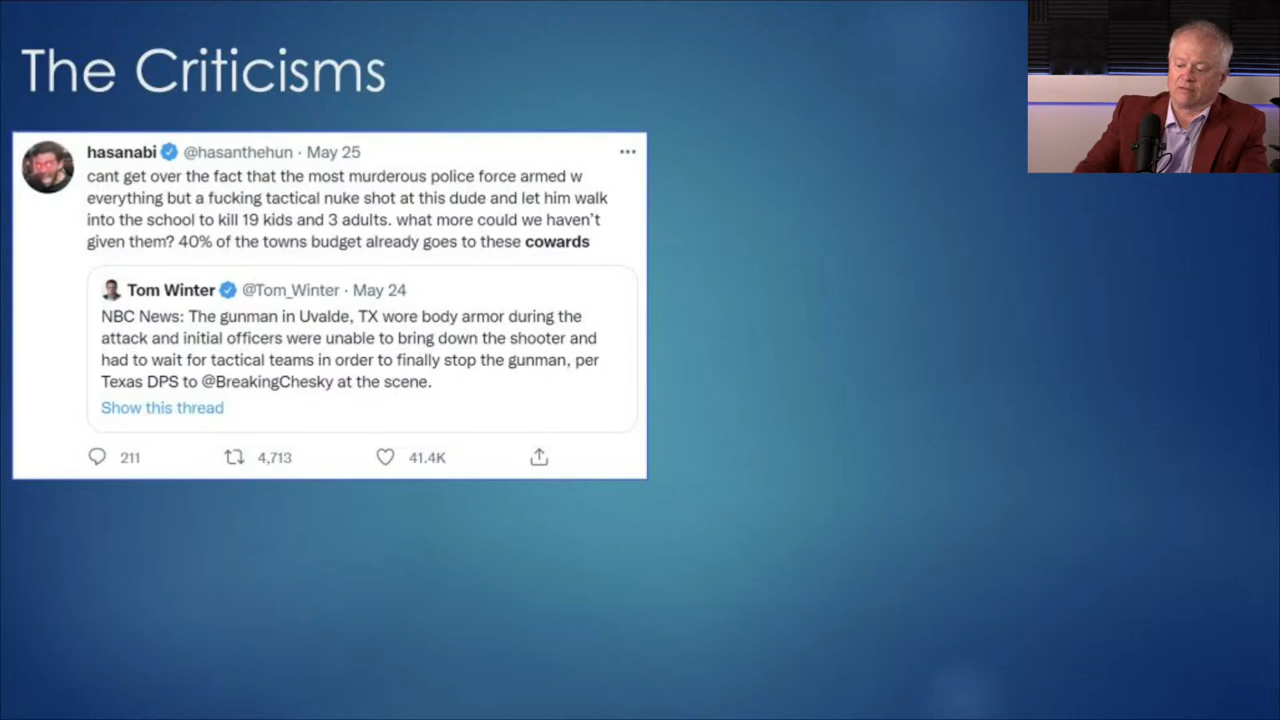 The Criticisms
hasanabi @hasanthehun · May 25
cant get over the fact that the most murderous police force armed w
everything but a fucking tactical nuke shot at this dude and let him walk
into the school to kill 19 kids and 3 adults. what more could we haven't
given them? 40% of the towns budget already goes to these cowards
Tom Winter @Tom_Winter · May 24
NBC News: The gunman in Uvalde, TX wore body armor during the
attack and initial officers were unable to bring down the shooter and
had to wait for tactical teams in order to finally stop the gunman, per
Texas DPS to @BreakingChesky at the scene.
Show this thread
211 4,713 41.4K